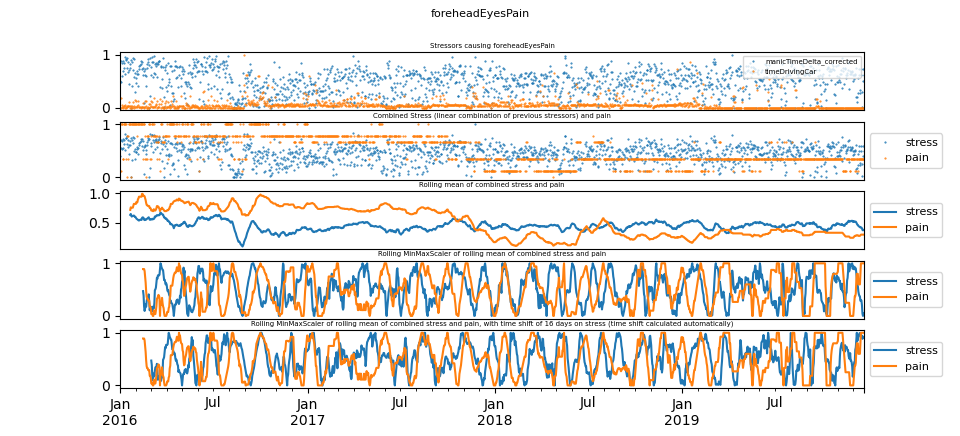 foreheadEyesPain
Stressors causing foreheadEyesPain
1
0
manicTimeDelta_corrected
timeDrivingCar
Combined Stress (linear combination of previous stressors) and pain
1
0
stress
pain
Rolling mean of combined stress and pain
1.0
0.5
stress
pain
Rolling MinMaxScaler of rolling mean of combined stress and pain
1
0
stress
pain
Rolling MinMaxScaler of rolling mean of combined stress and pain, with time shift of 16 days on stress (time shift calculated automatically)
1
0
stress
pain
Jan Jul Jan Jul Jan Jul Jan Jul
2016 2017 2018 2019